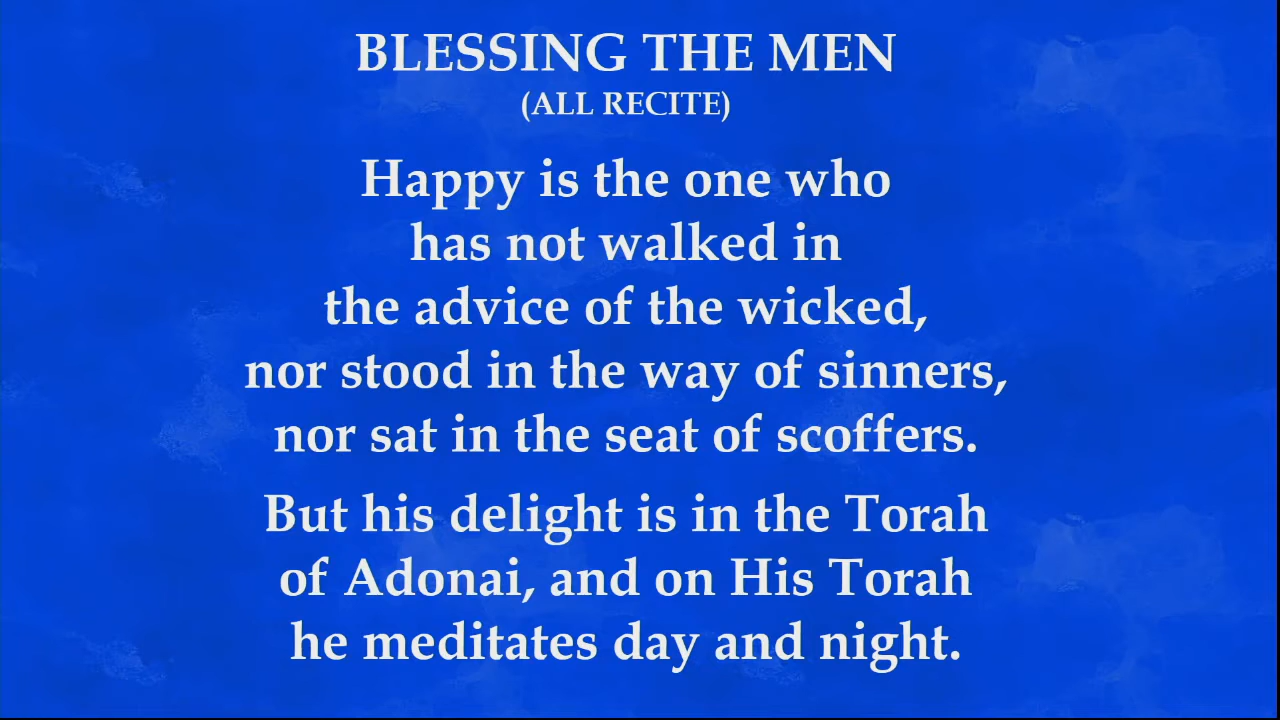 BLESSING THE MEN
(ALL RECITE)
Happy is the one who
has not walked in
the advice of the wicked,
nor stood in the way of sinners,
nor sat in the seat of scoffers.
But his delight is in the Torah
of Adonai, and on His Torah
he meditates day and night.